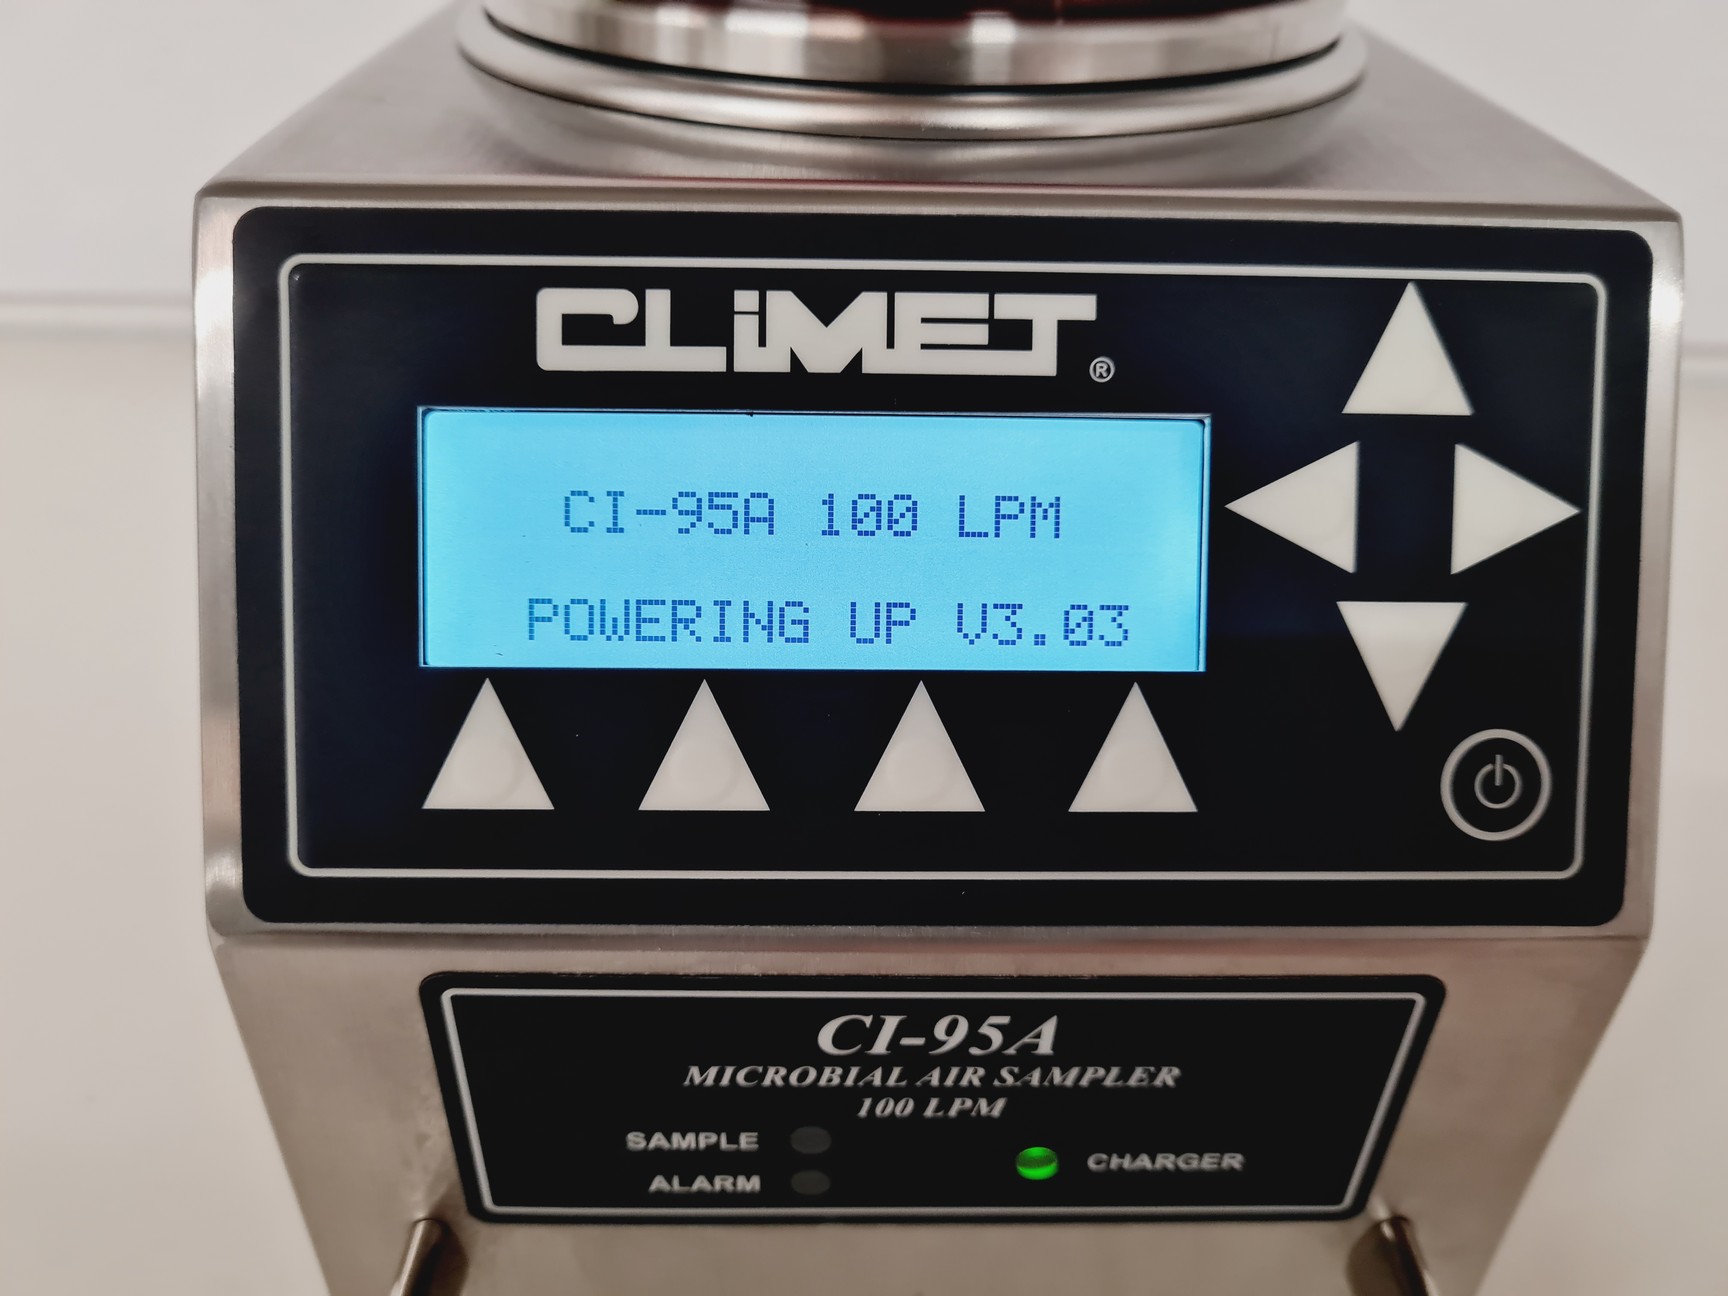 CLiMET®
CI-95A 100 LPM
POWERING UP V3.03
CI-95A
MICROBIAL AIR SAMPLER
100 LPM
SAMPLE
ALARM
CHARGER